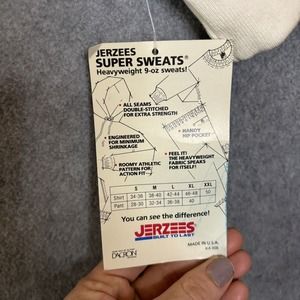 JERZEES
SUPER SWEATS®
Heavyweight 9-oz sweats!
• ALL SEAMS
DOUBLE-STITCHED
FOR EXTRA STRENGTH
• HANDY
HIP POCKET
• ENGINEERED
FOR MINIMUM
SHRINKAGE
• FEEL IT!
THE HEAVYWEIGHT
FABRIC SPEAKS
FOR ITSELF!
• ROOMY ATHLETIC
PATTERN FOR
ACTION FIT
S M L XL XXL
Shirt 34-36 38-40 42-44 46-48 50
Pant 28-30 32-34 36-38 40
You can see the difference!
JERZEES
BUILT TO LAST
DACRON
MADE IN U.S.A.